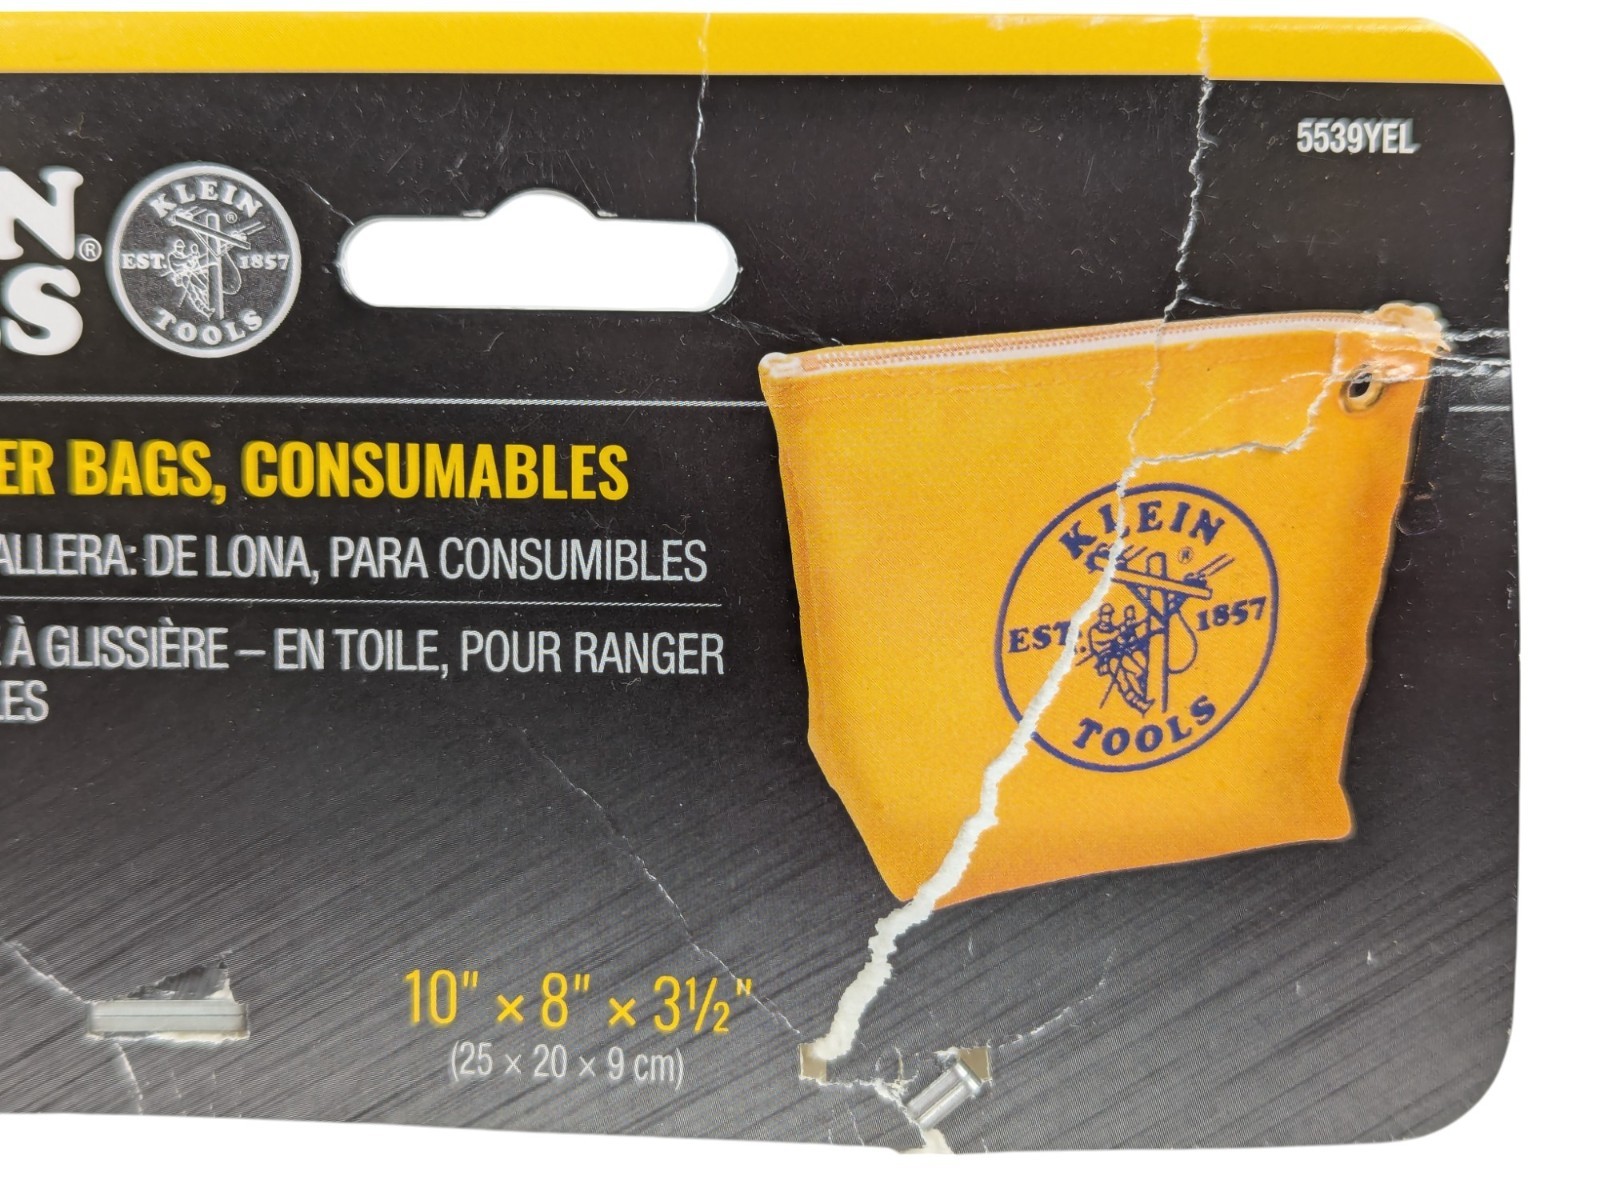 5539YEL
N®
S
KLEIN
®
EST. 1857
TOOLS
ER BAGS, CONSUMABLES
ALLERA: DE LONA, PARA CONSUMIBLES
À GLISSIÈRE – EN TOILE, POUR RANGER
LES
KLEIN
®
EST. 1857
TOOLS
10" × 8" × 3½"
(25 × 20 × 9 cm)